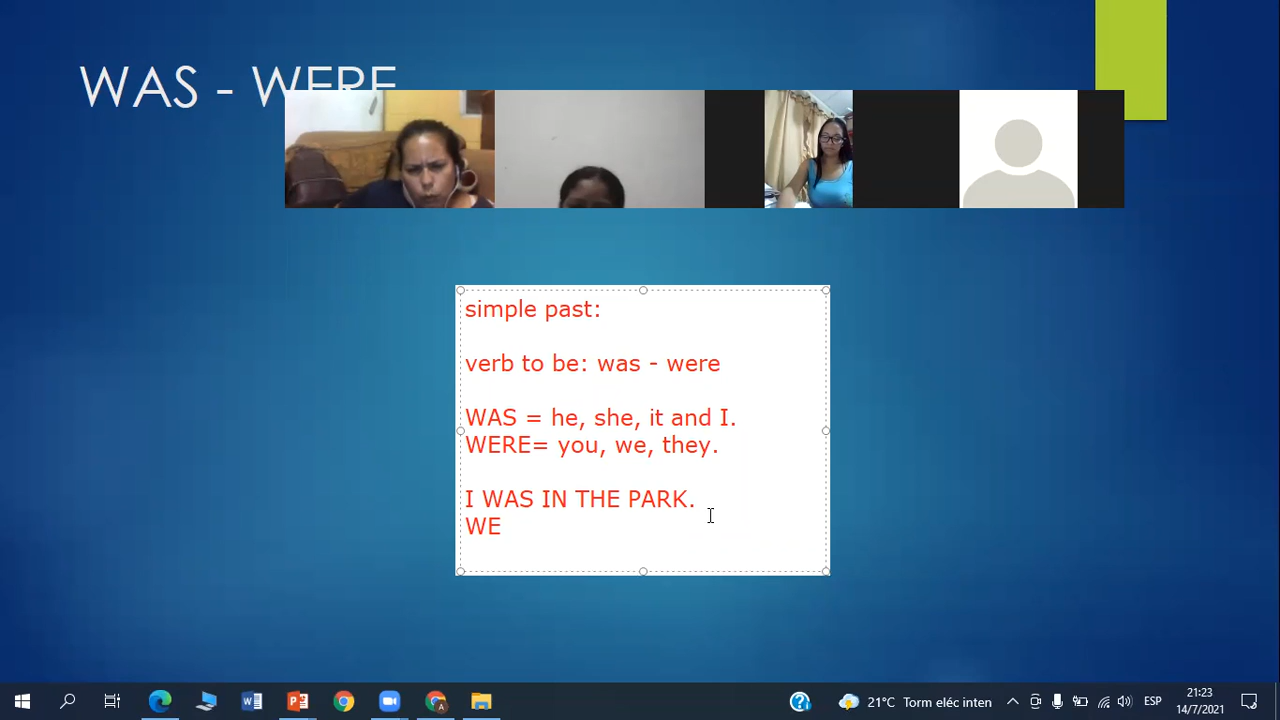 WAS - WERE
simple past:
verb to be: was - were
WAS = he, she, it and I.
WERE= you, we, they.
I WAS IN THE PARK.
WE
21°C Torm eléc inten
ESP
21:23
14/7/2021